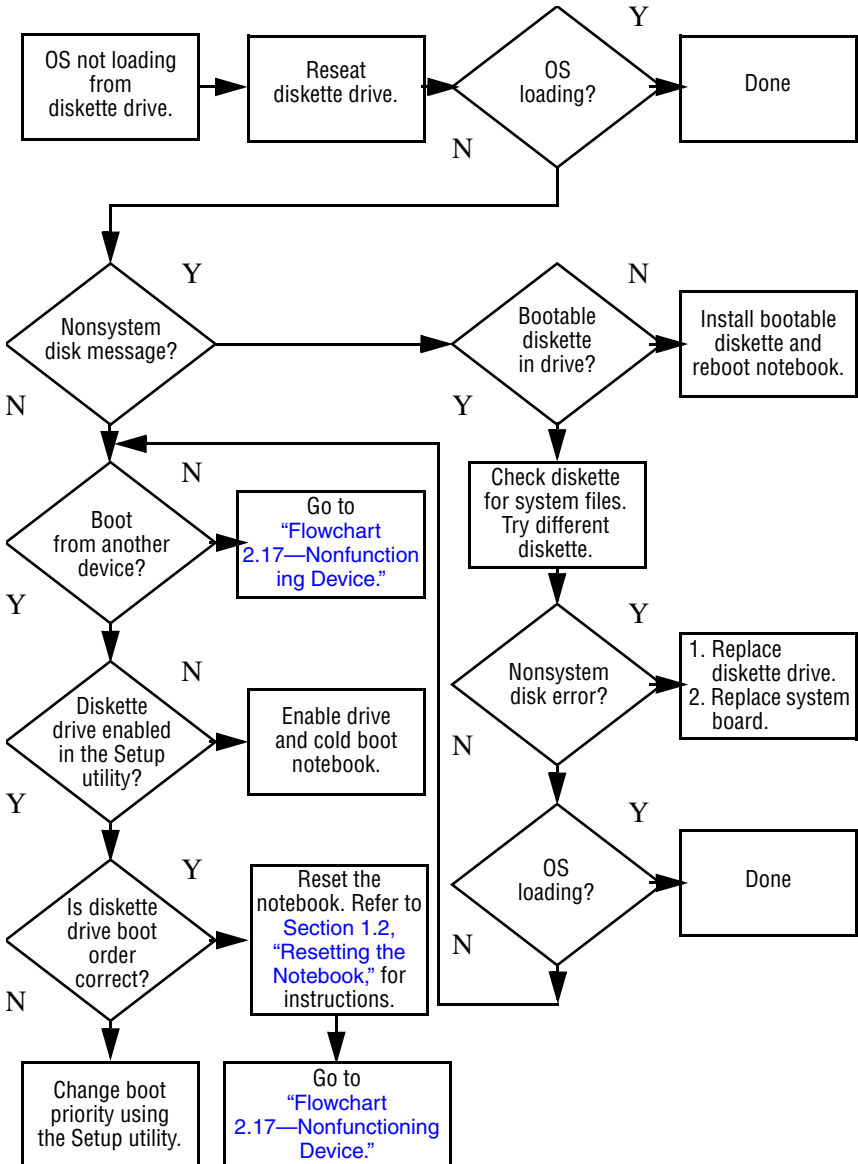 Y
OS not loading
from
diskette drive.
Reseat
diskette drive.
OS
loading?
Done
N
Y
Nonsystem
disk message?
N
N
Bootable
diskette
in drive?
Y
Install bootable
diskette and
reboot notebook.
N
Boot
from another
device?
Y
Go to
“Flowchart
2.17—Nonfunction
ing Device.”
Check diskette
for system files.
Try different
diskette.
N
Diskette
drive enabled
in the Setup
utility?
Y
Enable drive
and cold boot
notebook.
Y
Nonsystem
disk error?
N
1. Replace
diskette drive.
2. Replace system
board.
Y
Is diskette
drive boot
order
correct?
N
Reset the
notebook. Refer to
Section 1.2,
“Resetting the
Notebook,” for
instructions.
Y
OS
loading?
N
Done
Change boot
priority using
the Setup utility.
Go to
“Flowchart
2.17—Nonfunctioning
Device.”